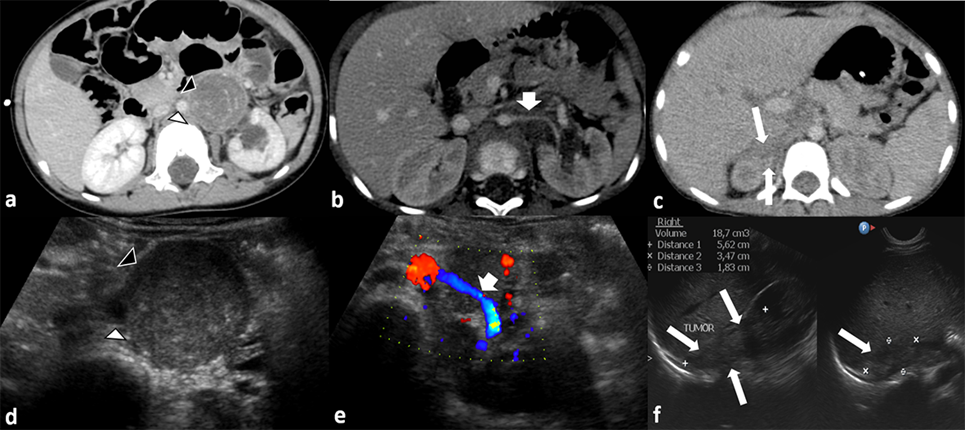 a
b
c
d
e
f
Right
Volume 18,7 cm3
+ Distance 1 5,62 cm
× Distance 2 3,47 cm
Distance 3 1,83 cm
TUMOR
P